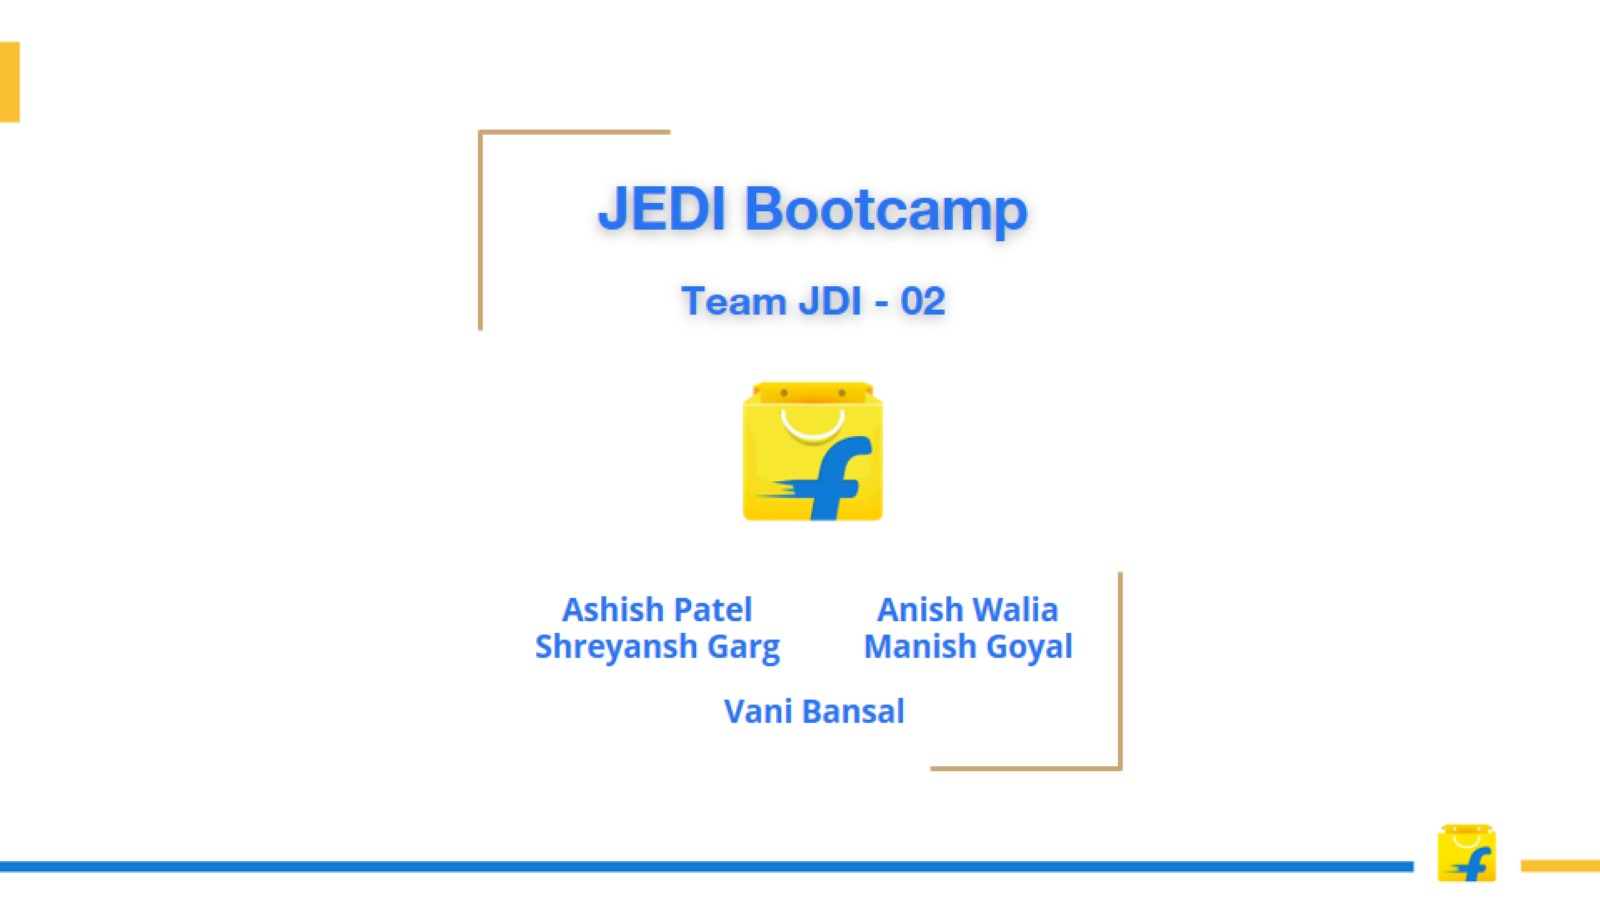 JEDI Bootcamp
Team JDI - 02
f
Ashish Patel
Shreyansh Garg
Anish Walia
Manish Goyal
Vani Bansal
f